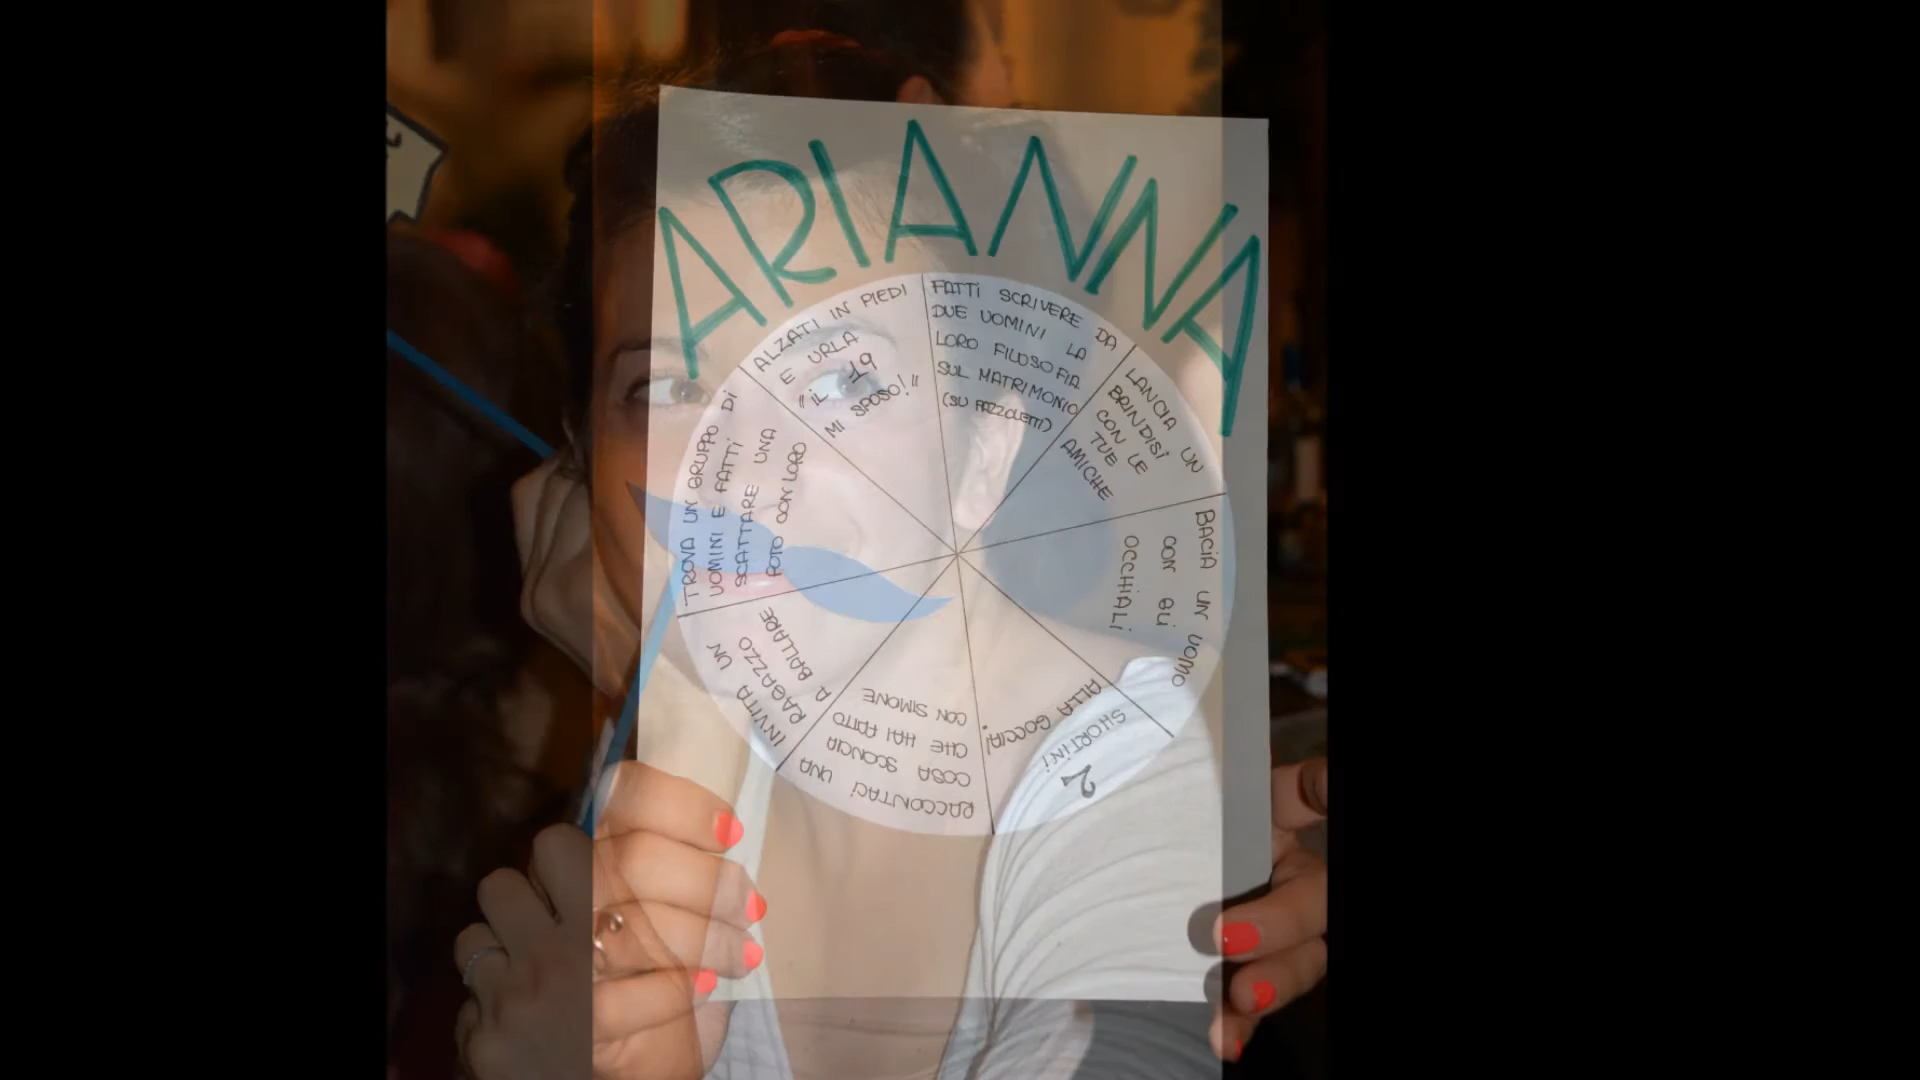 ARIANNA
ALZATI IN PIEDI
E URLA
"IL 19
MI SPOSO!"
FATTI SCRIVERE DA
DUE UOMINI LA
LORO FILOSOFIA
SUL MATRIMONIO
(SU FAZZOLETTI)
LANCIA UN
BRINDISI
CON LE
TUE
AMICHE
BACIA UN UOMO
CON GLI
OCCHIALI
2
SHORTINI
ALLA GOCCIA!
RACCONTACI UNA
COSA SCONCIA
CHE HAI FATTO
CON SIMONE
INVITA UN
RAGAZZO
A BALLARE
TROVA UN GRUPPO DI
UOMINI E FATTI
SCATTARE UNA
FOTO CON LORO